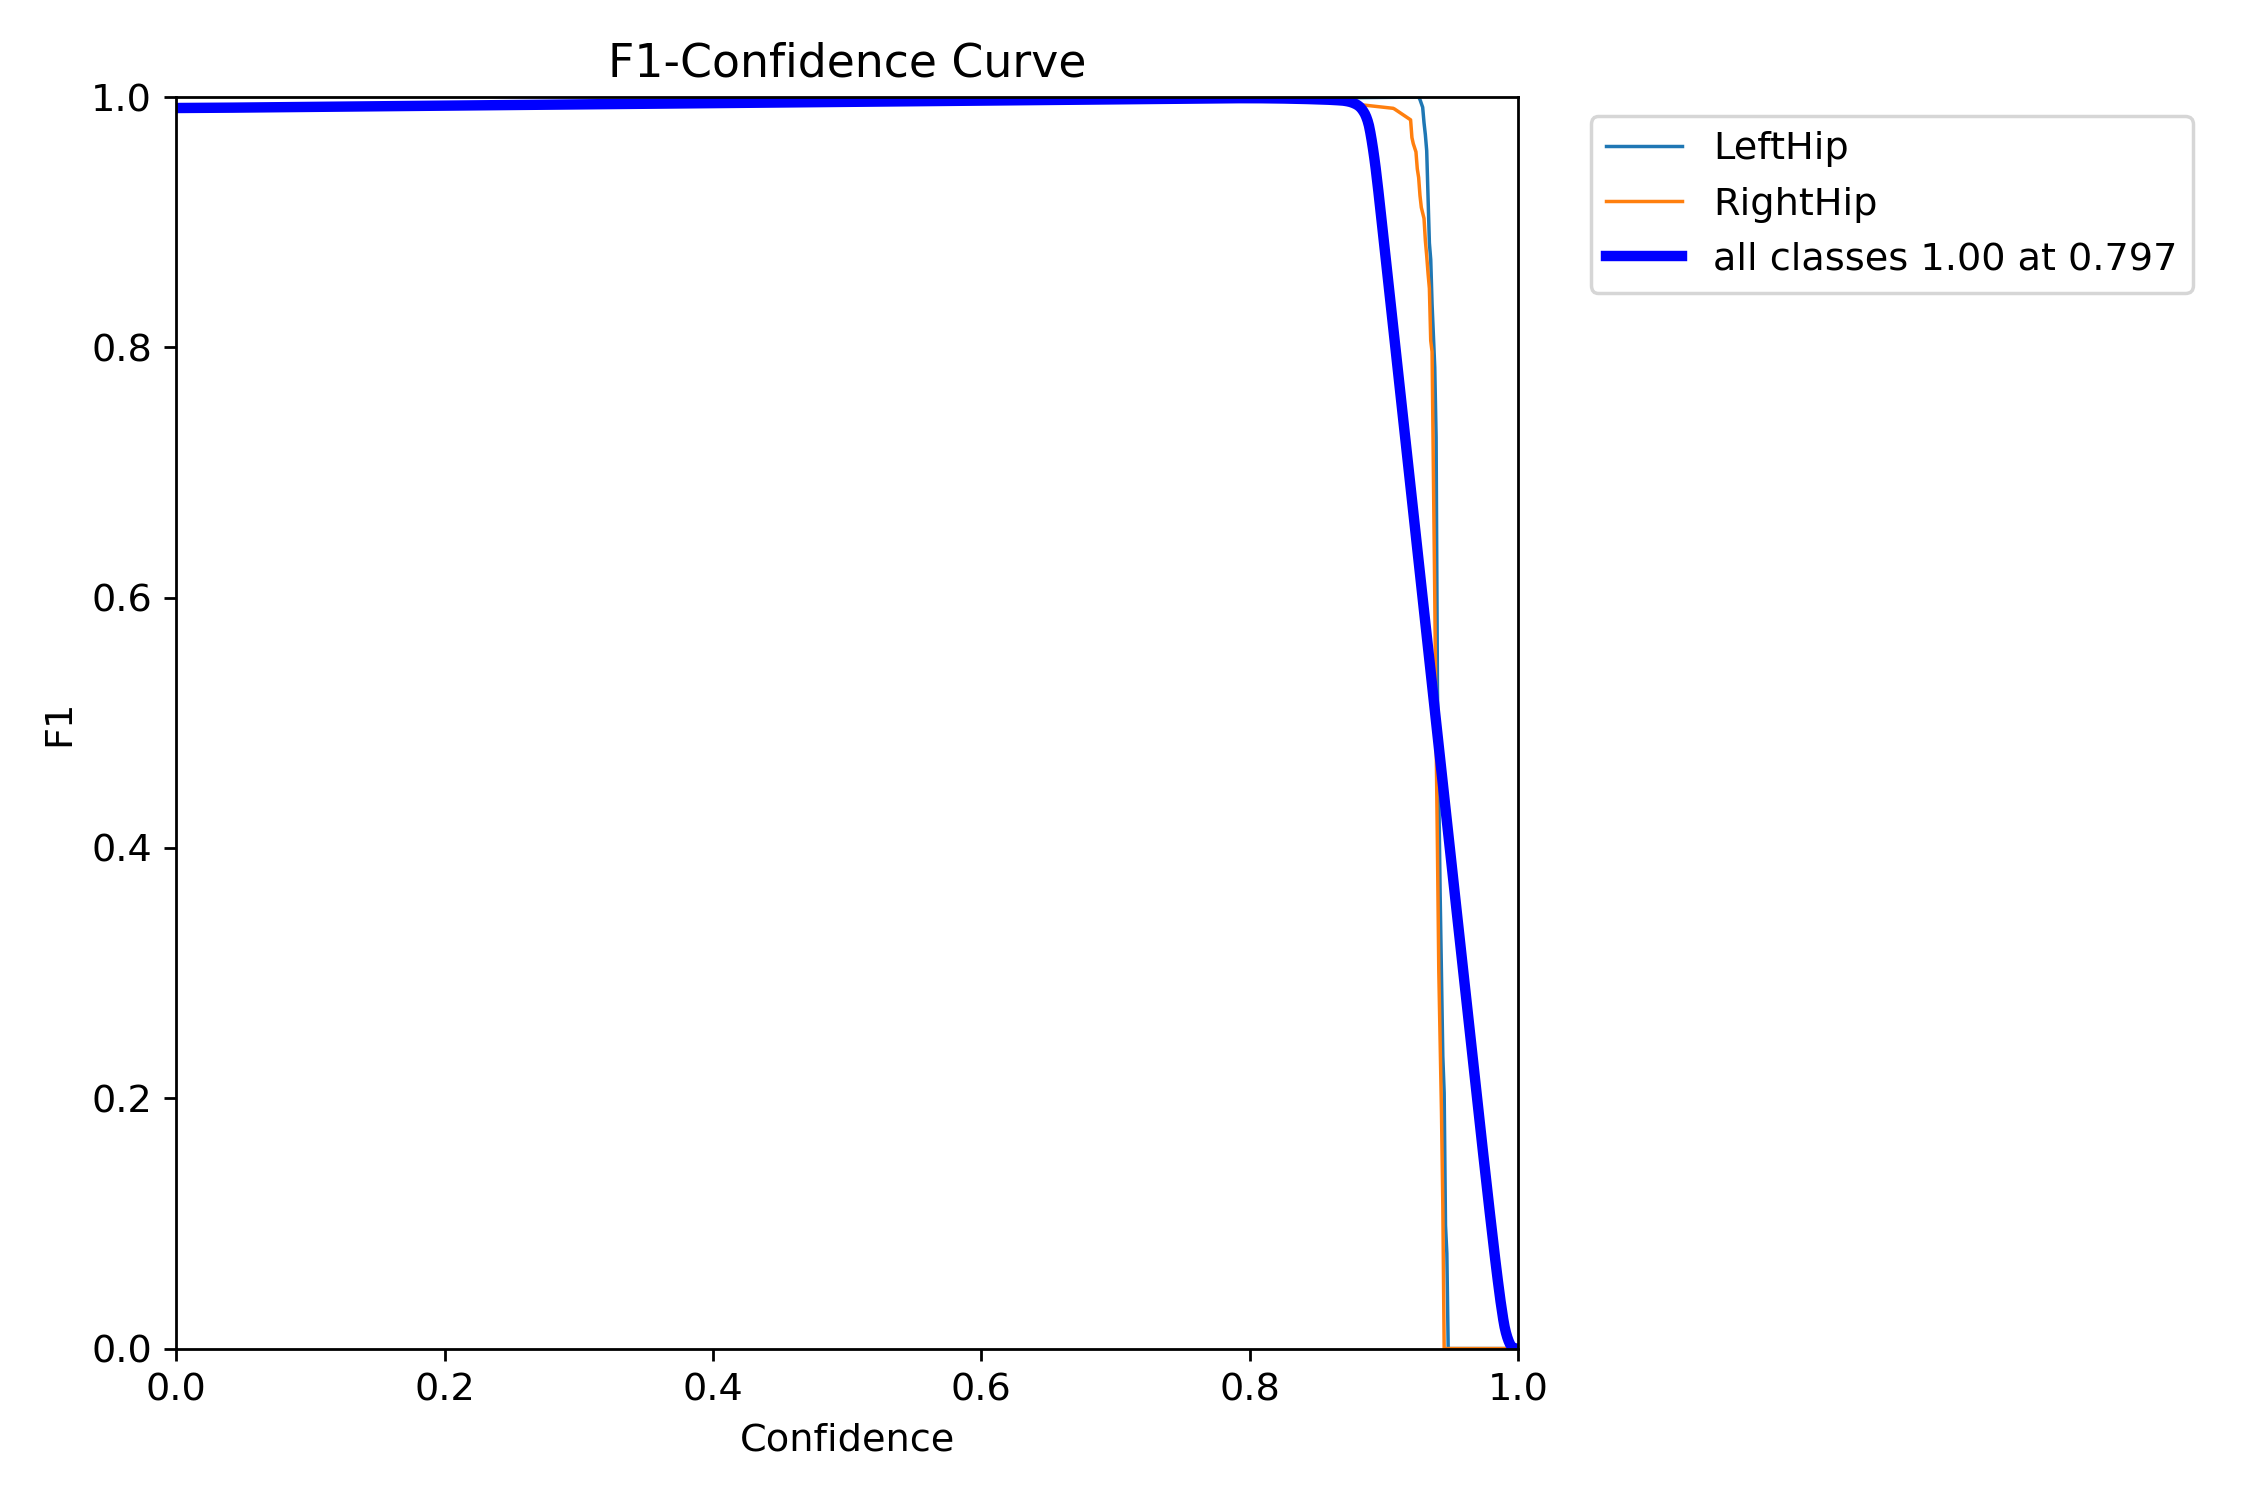 F1-Confidence Curve
1.0
0.8
0.6
0.4
0.2
0.0
F1
0.0 0.2 0.4 0.6 0.8 1.0
Confidence
LeftHip
RightHip
all classes 1.00 at 0.797